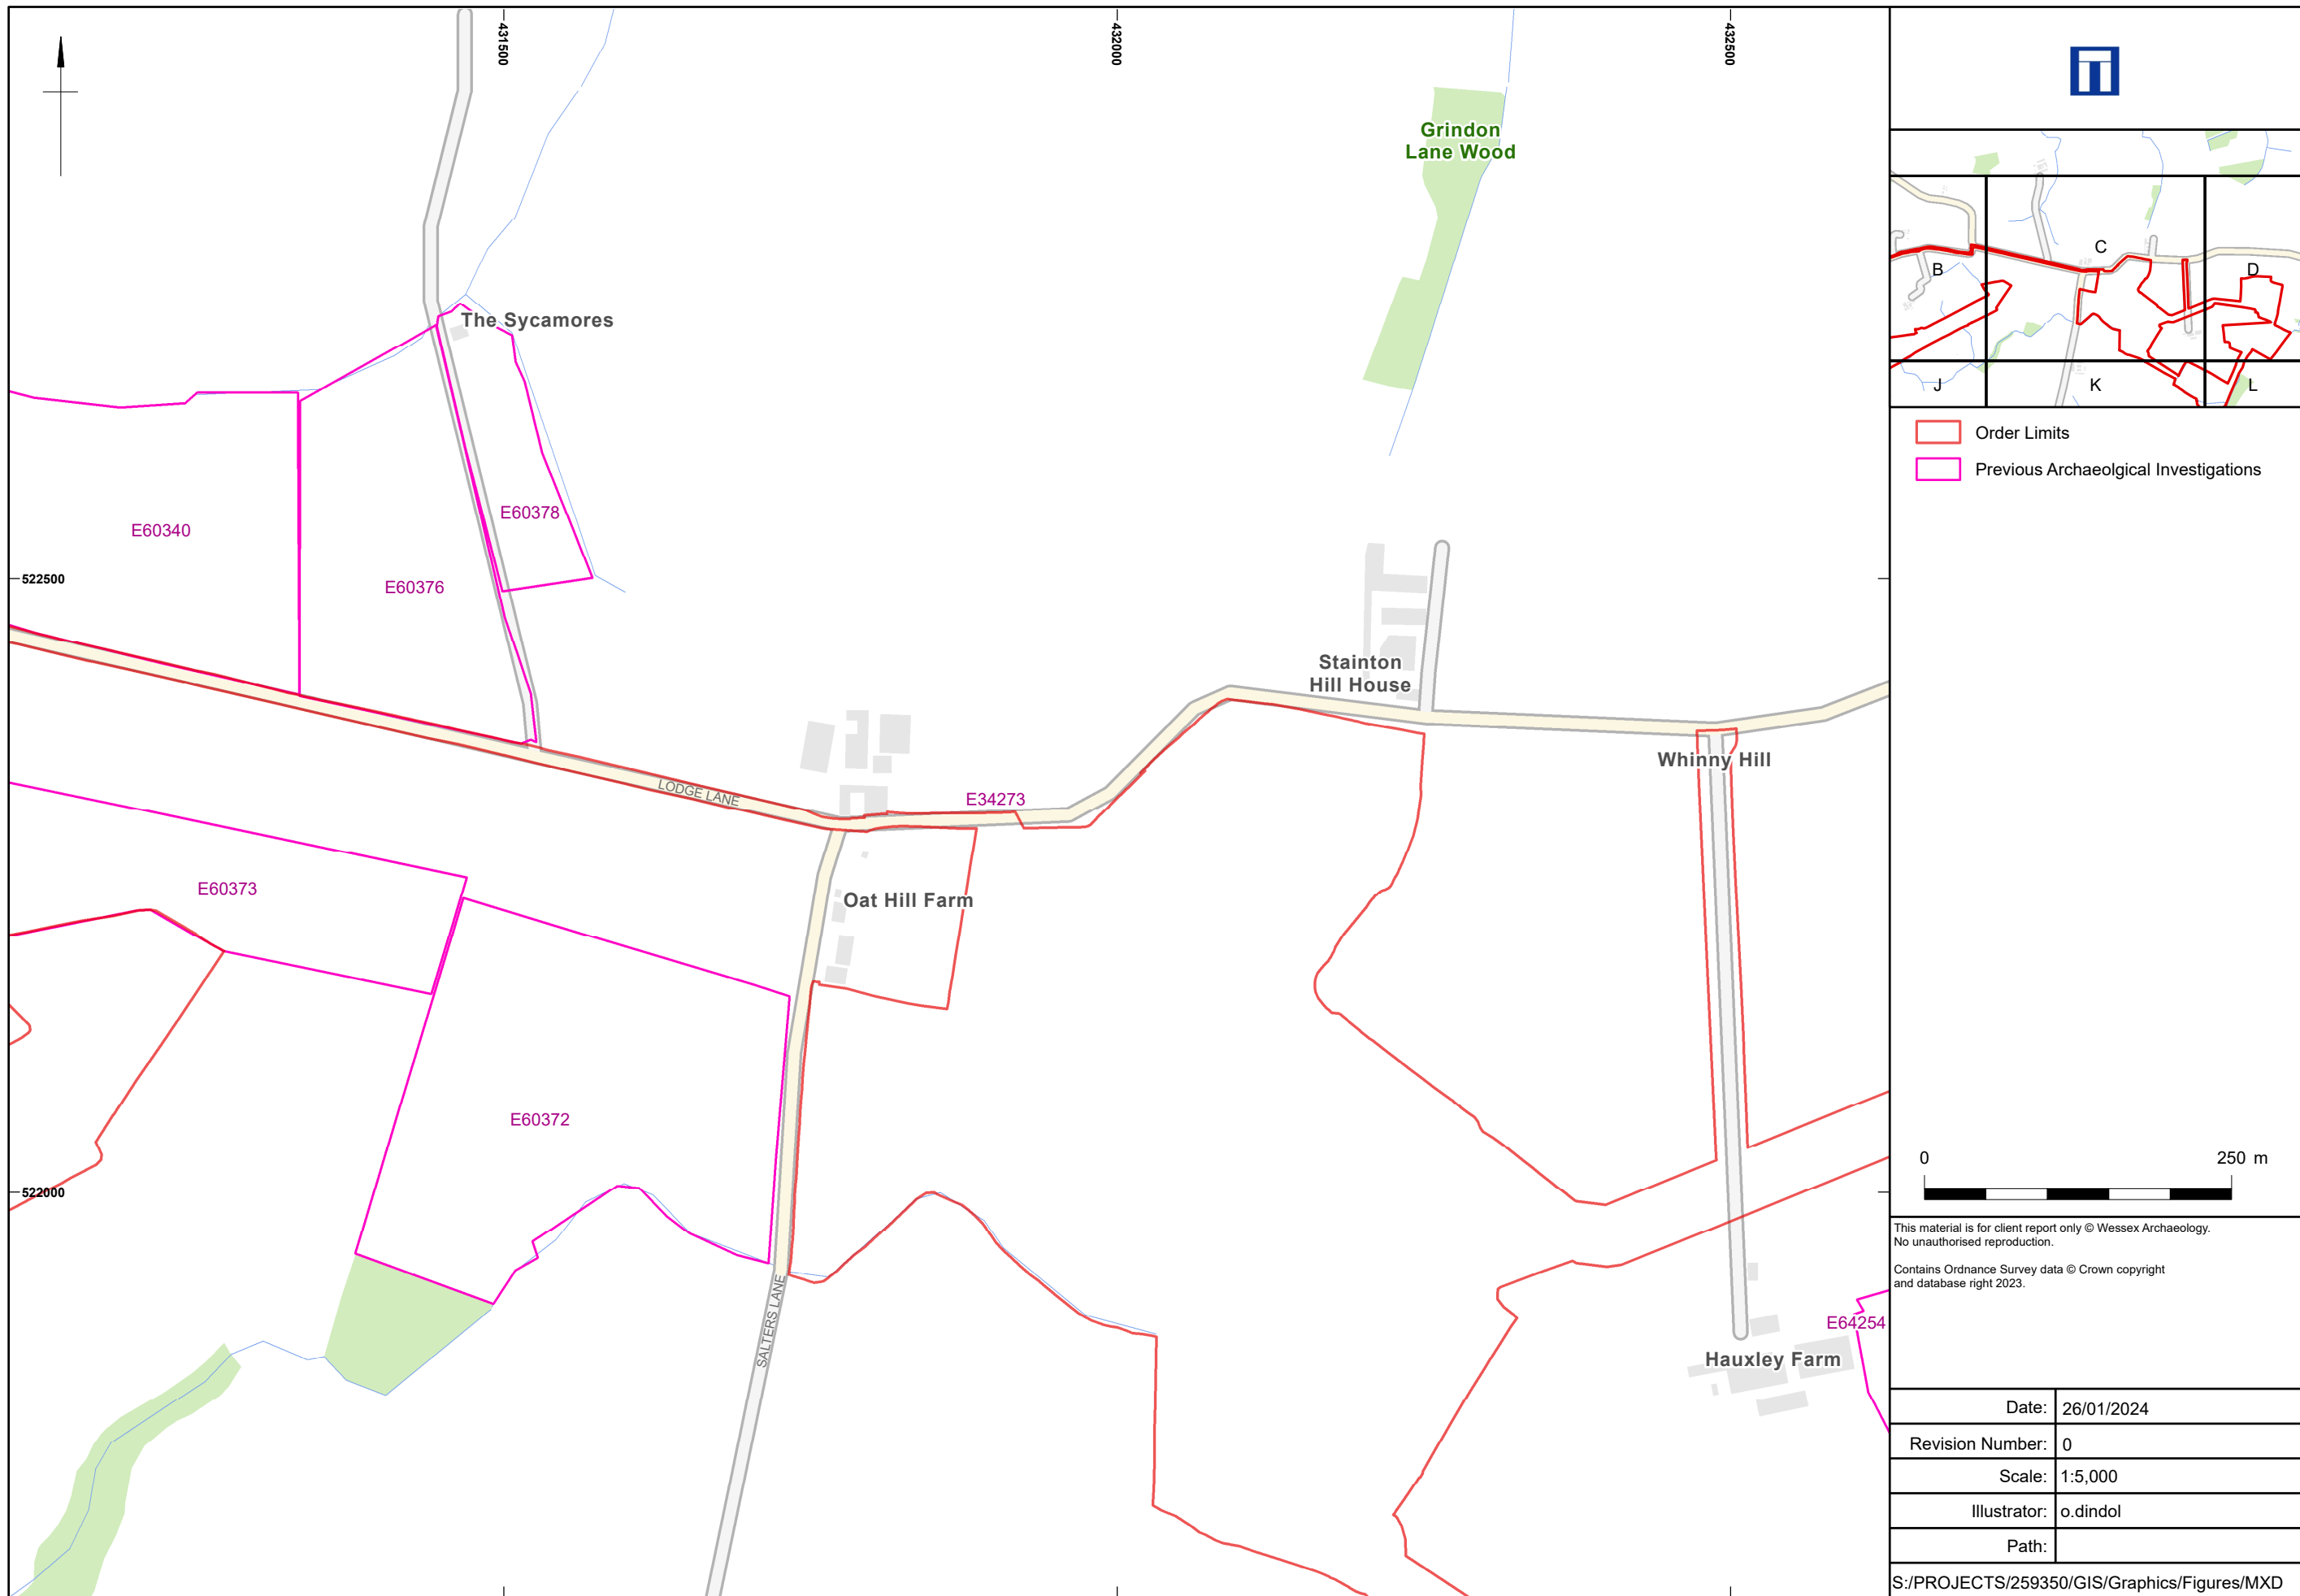 431500
432000
432500
Grindon
Lane Wood
The Sycamores
E60340
E60378
E60376
522500
Stainton
Hill House
Whinny Hill
LODGE LANE
E34273
E60373
Oat Hill Farm
E60372
522000
SALTERS LANE
E64254
Hauxley Farm
B
C
D
J
K
L
Order Limits
Previous Archaeolgical Investigations
0
250 m
This material is for client report only © Wessex Archaeology.
No unauthorised reproduction.
Contains Ordnance Survey data © Crown copyright
and database right 2023.
Date: 26/01/2024
Revision Number: 0
Scale: 1:5,000
Illustrator: o.dindol
Path:
S:/PROJECTS/259350/GIS/Graphics/Figures/MXD